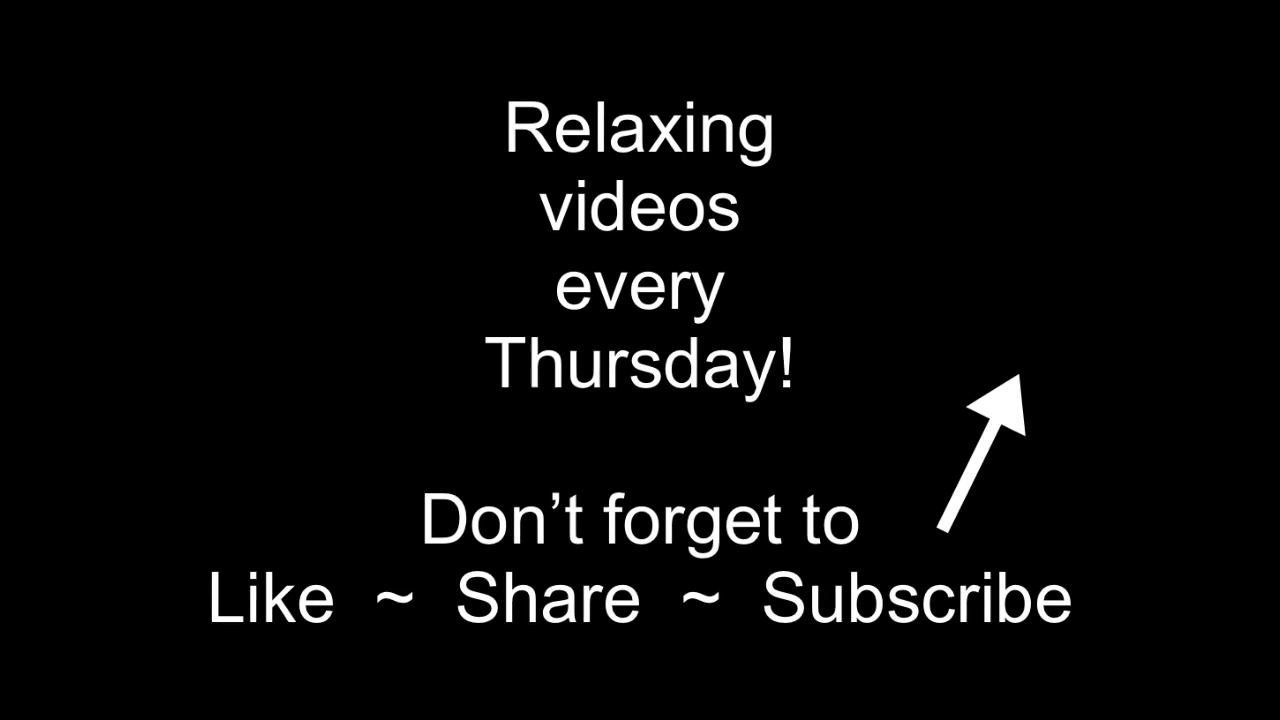 Relaxing
videos
every
Thursday!
Don’t forget to
Like ~ Share ~ Subscribe